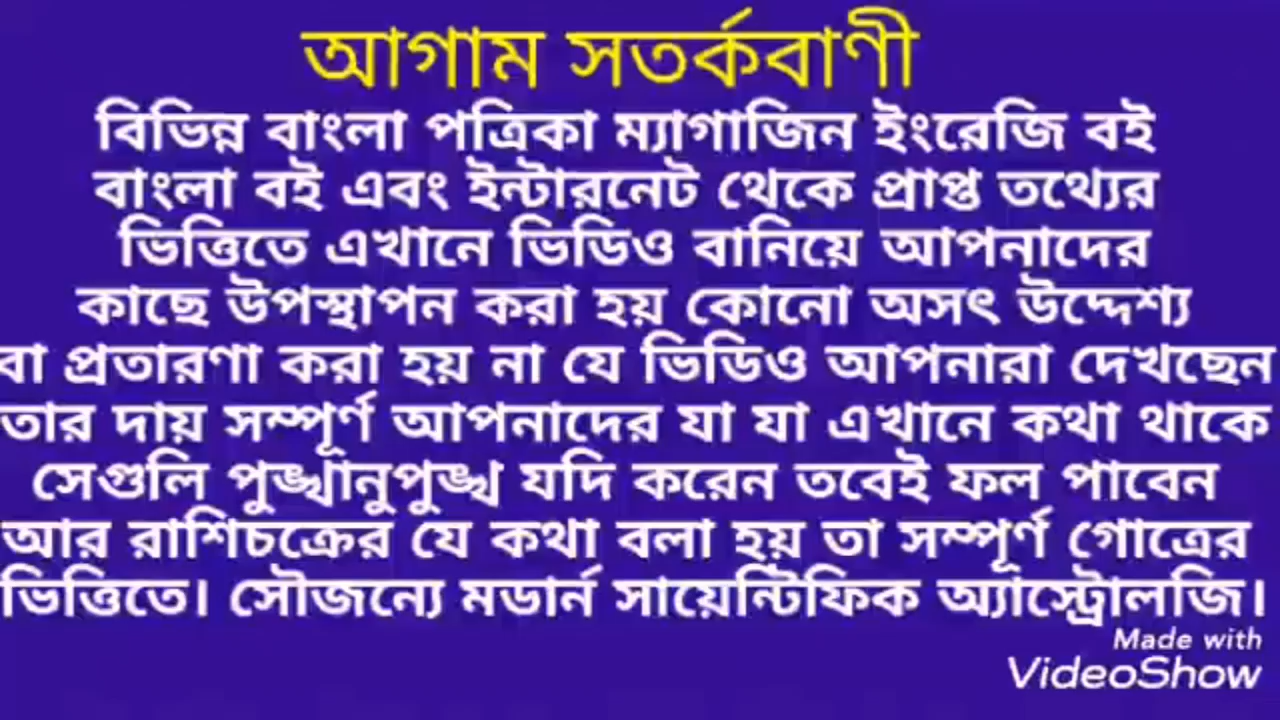 আগাম সতর্কবাণী
বিভিন্ন বাংলা পত্রিকা ম্যাগাজিন ইংরেজি বই
বাংলা বই এবং ইন্টারনেট থেকে প্রাপ্ত তথ্যের
ভিত্তিতে এখানে ভিডিও বানিয়ে আপনাদের
কাছে উপস্থাপন করা হয় কোনো অসৎ উদ্দেশ্য
বা প্রতারণা করা হয় না যে ভিডিও আপনারা দেখছেন
তার দায় সম্পূর্ণ আপনাদের যা যা এখানে কথা থাকে
সেগুলি পুঙ্খানুপুঙ্খ যদি করেন তবেই ফল পাবেন
আর রাশিচক্রের যে কথা বলা হয় তা সম্পূর্ণ গোত্রের
ভিত্তিতে। সৌজন্যে মডার্ন সায়েন্টিফিক অ্যাস্ট্রোলজি।
Made with
VideoShow